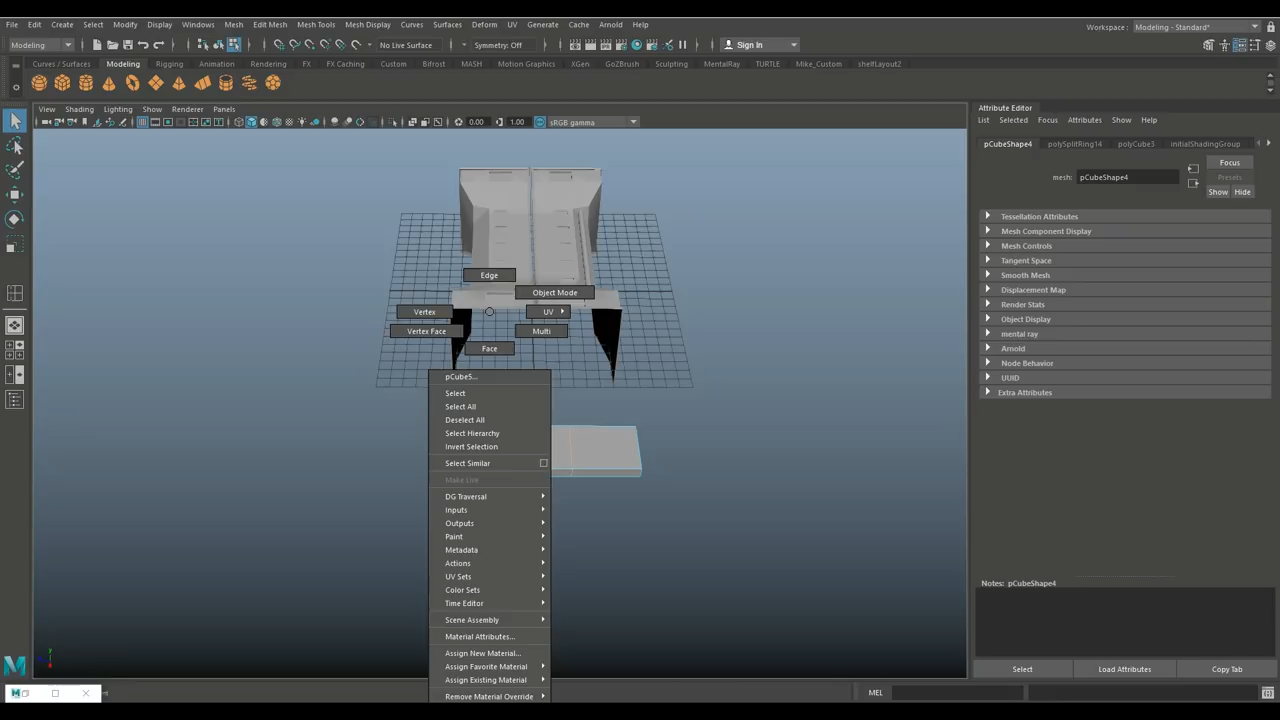 File Edit Create Select Modify Display Windows Mesh Edit Mesh Mesh Tools Mesh Display Curves Surfaces Deform UV Generate Cache Arnold Help
Workspace : Modeling - Standard*
Modeling No Live Surface Symmetry: Off Sign In
Curves / Surfaces Modeling Rigging Animation Rendering FX FX Caching Custom Bifrost MASH Motion Graphics XGen GoZBrush Sculpting MentalRay TURTLE Mike_Custom shelfLayout2
View Shading Lighting Show Renderer Panels
0.00 1.00 sRGB gamma
Attribute Editor
List Selected Focus Attributes Show Help
pCubeShape4 polySplitRing14 polyCube3 initialShadingGroup
mesh: pCubeShape4
Focus
Presets
Show Hide
Tessellation Attributes
Mesh Component Display
Mesh Controls
Tangent Space
Smooth Mesh
Displacement Map
Render Stats
Object Display
mental ray
Arnold
Node Behavior
UUID
Extra Attributes
Notes: pCubeShape4
Select Load Attributes Copy Tab
Edge
Object Mode
Vertex UV
Vertex Face Multi
Face
pCube5...
Select
Select All
Deselect All
Select Hierarchy
Invert Selection
Select Similar
Make Live
DG Traversal
Inputs
Outputs
Paint
Metadata
Actions
UV Sets
Color Sets
Time Editor
Scene Assembly
Material Attributes...
Assign New Material...
Assign Favorite Material
Assign Existing Material
Remove Material Override
y
MEL